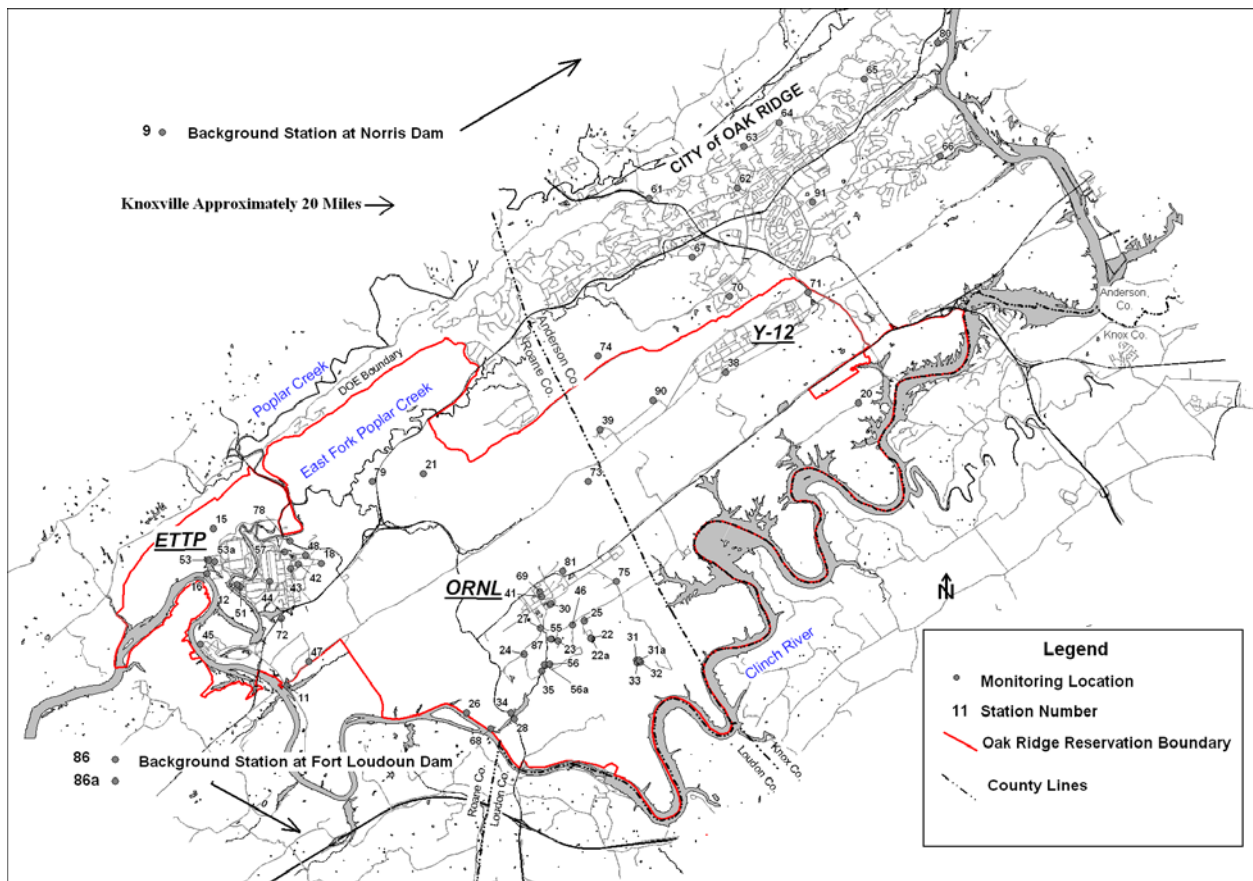 80
65
CITY of OAK RIDGE
64
63
66
9 Background Station at Norris Dam
62
61
91
Knoxville Approximately 20 Miles
67
70
71
Anderson Co.
Knox Co.
Anderson Co.
Roane Co.
Y-12
74
Poplar Creek
DOE Boundary
38
90
20
East Fork Poplar Creek
39
79
21
73
15
78
ETTP
53
53a
57
48
18
42
16
12
51
44
43
72
45
47
11
81
69
75
ORNL
41
46
30
25
27
55
22
87
23
22a
24
56
31
31a
33
32
35
56a
N
Clinch River
26
34
28
68
Knox Co.
Loudon Co.
Roane Co.
Loudon Co.
86 Background Station at Fort Loudoun Dam
86a
Legend
Monitoring Location
11 Station Number
Oak Ridge Reservation Boundary
County Lines